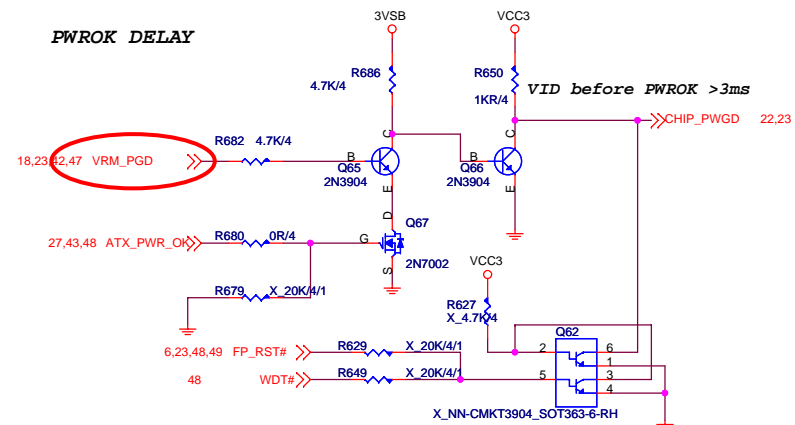 PWROK DELAY
3VSB
VCC3
R686
4.7K/4
R650
1KR/4
VID before PWROK >3ms
CHIP_PWGD 22,23
R682 4.7K/4
18,23,42,47 VRM_PGD
B
C
E
Q65
2N3904
B
C
E
Q66
2N3904
D
Q67
G
S
2N7002
27,43,48 ATX_PWR_OK
R680 0R/4
R679 X_20K/4/1
VCC3
R627
X_4.7K/4
Q62
6,23,48,49 FP_RST#
R629 X_20K/4/1
2
6
1
48 WDT#
R649 X_20K/4/1
5
3
4
X_NN-CMKT3904_SOT363-6-RH